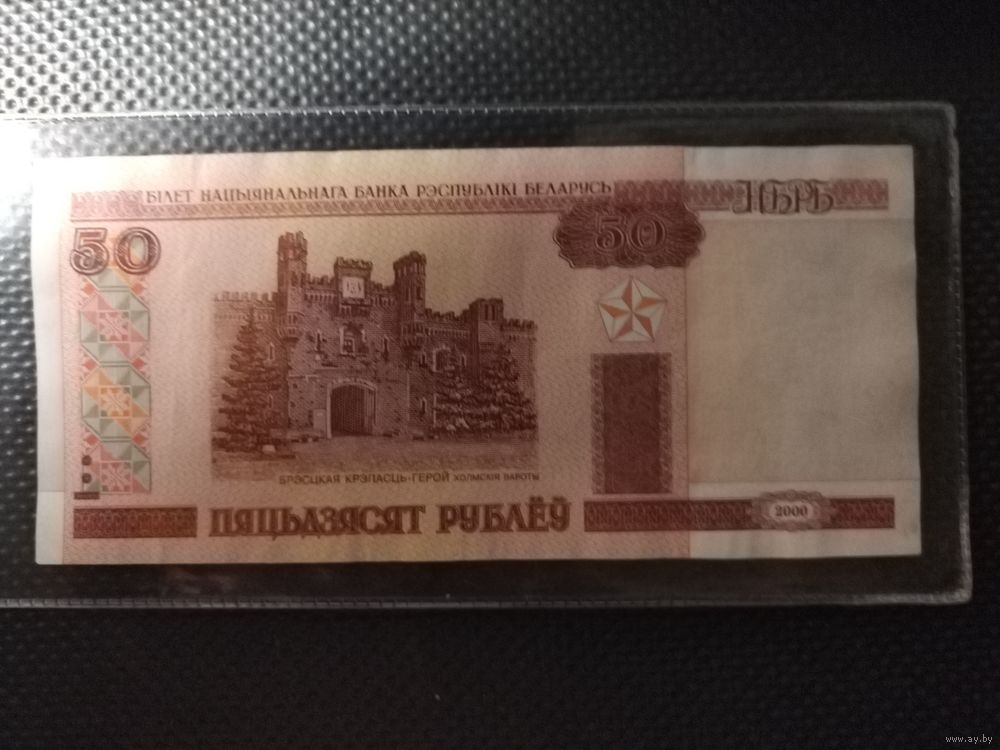 БІЛЕТ НАЦЫЯНАЛЬНАГА БАНКА РЭСПУБЛІКІ БЕЛАРУСЬ
НБРБ
50
50
БРЭСЦКАЯ КРЭПАСЦЬ-ГЕРОЙ ХОЛМСКІЯ ВАРОТЫ
ПЯЦЬДЗЯСЯТ РУБЛЁЎ
2000
www.ay.by